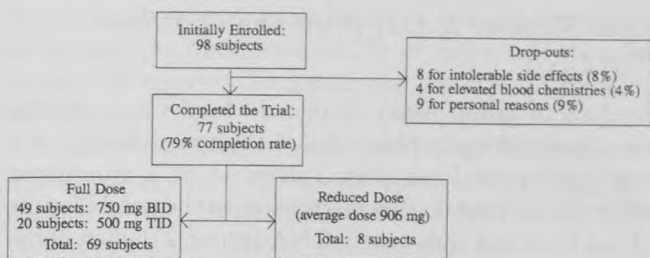 Initially Enrolled:
98 subjects
Drop-outs:
8 for intolerable side effects (8%)
4 for elevated blood chemistries (4%)
9 for personal reasons (9%)
Completed the Trial:
77 subjects
(79% completion rate)
Full Dose
49 subjects: 750 mg BID
20 subjects: 500 mg TID
Total: 69 subjects
Reduced Dose
(average dose 906 mg)
Total: 8 subjects